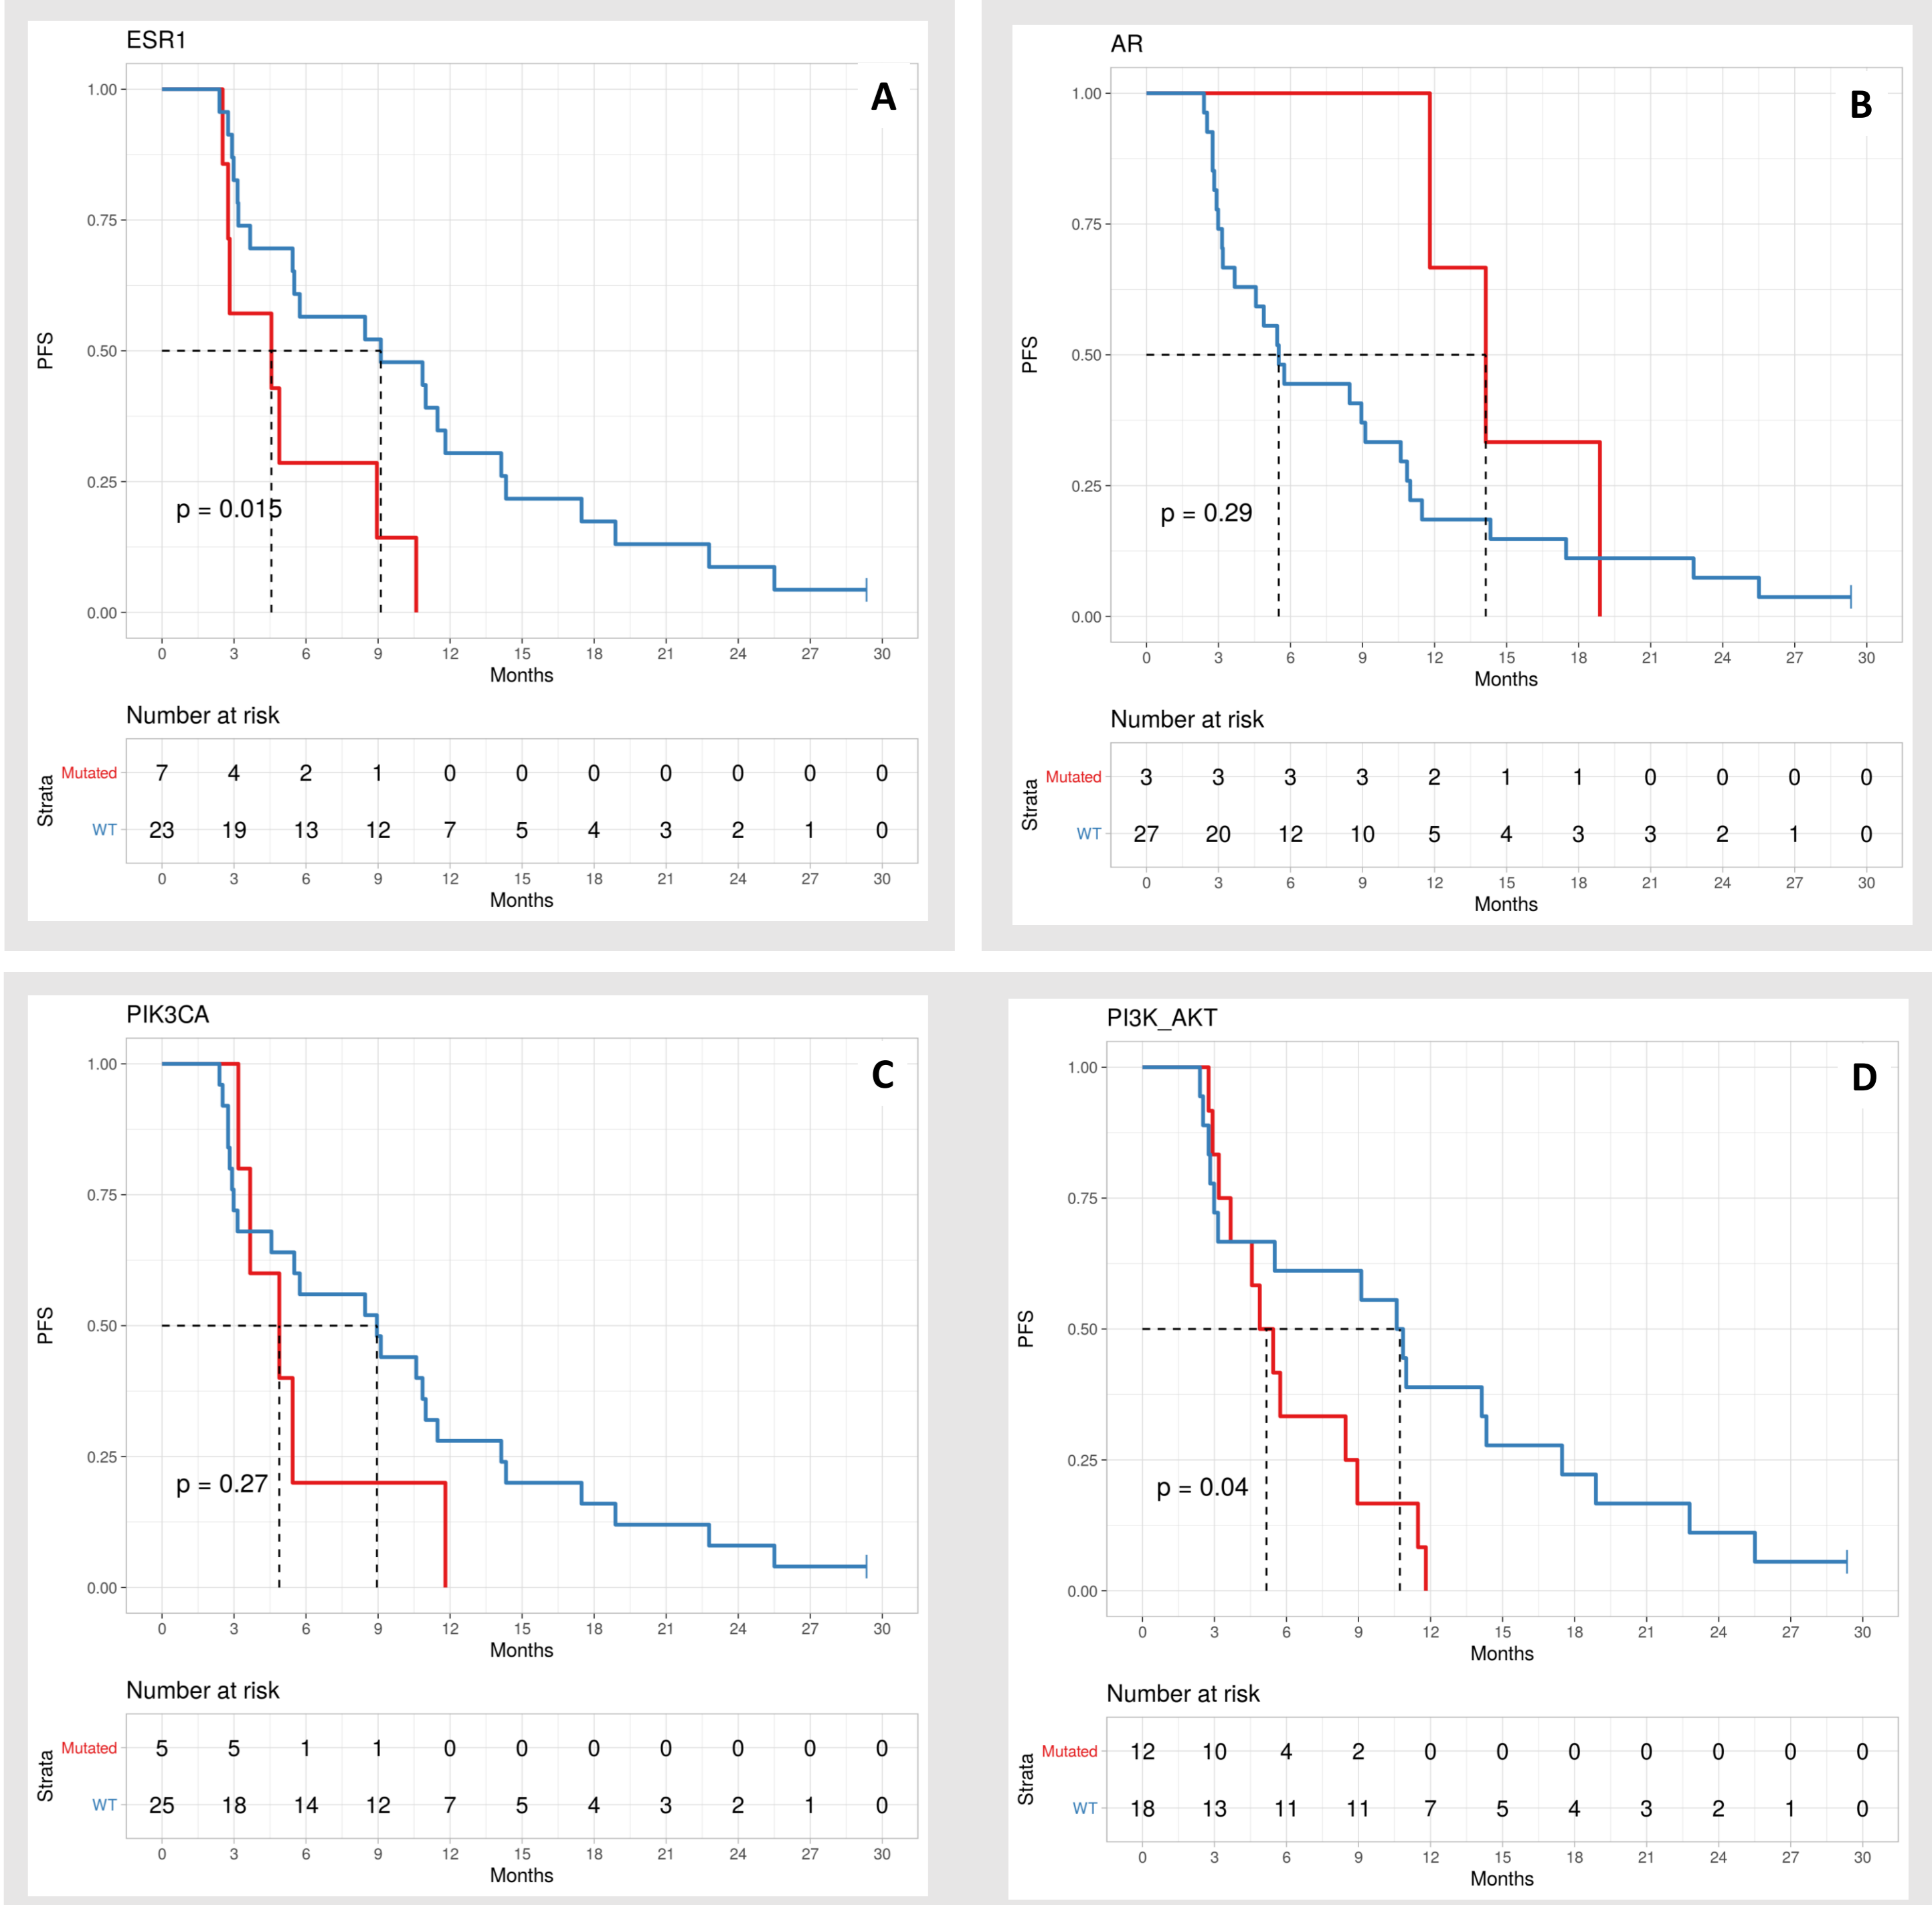 ESR1
A
1.00
0.75
0.50
0.25
0.00
PFS
p = 0.015
0 3 6 9 12 15 18 21 24 27 30
Months
Number at risk
Strata
Mutated 7 4 2 1 0 0 0 0 0 0 0
WT 23 19 13 12 7 5 4 3 2 1 0
0 3 6 9 12 15 18 21 24 27 30
Months
AR
B
1.00
0.75
0.50
0.25
0.00
PFS
p = 0.29
0 3 6 9 12 15 18 21 24 27 30
Months
Number at risk
Strata
Mutated 3 3 3 3 2 1 1 0 0 0 0
WT 27 20 12 10 5 4 3 3 2 1 0
0 3 6 9 12 15 18 21 24 27 30
Months
PIK3CA
C
1.00
0.75
0.50
0.25
0.00
PFS
p = 0.27
0 3 6 9 12 15 18 21 24 27 30
Months
Number at risk
Strata
Mutated 5 5 1 1 0 0 0 0 0 0 0
WT 25 18 14 12 7 5 4 3 2 1 0
0 3 6 9 12 15 18 21 24 27 30
Months
PI3K_AKT
D
1.00
0.75
0.50
0.25
0.00
PFS
p = 0.04
0 3 6 9 12 15 18 21 24 27 30
Months
Number at risk
Strata
Mutated 12 10 4 2 0 0 0 0 0 0 0
WT 18 13 11 11 7 5 4 3 2 1 0
0 3 6 9 12 15 18 21 24 27 30
Months